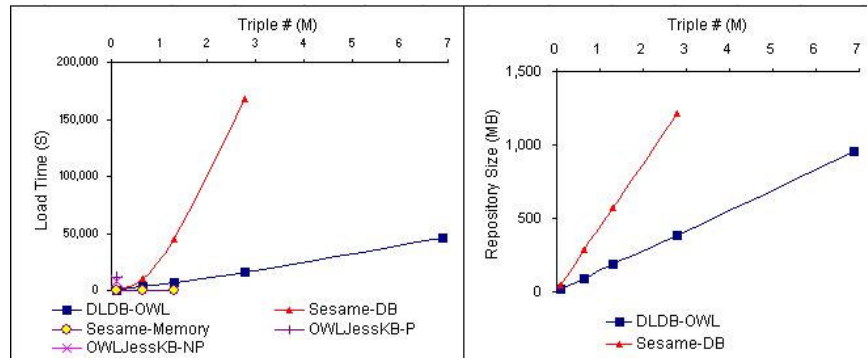 Triple # (M)
0 1 2 3 4 5 6 7
200,000
150,000
100,000
50,000
0
Load Time (S)
DLDB-OWL
Sesame-DB
Sesame-Memory
OWLJessKB-P
OWLJessKB-NP
Triple # (M)
0 1 2 3 4 5 6 7
1,500
1,000
500
0
Repository Size (MB)
DLDB-OWL
Sesame-DB